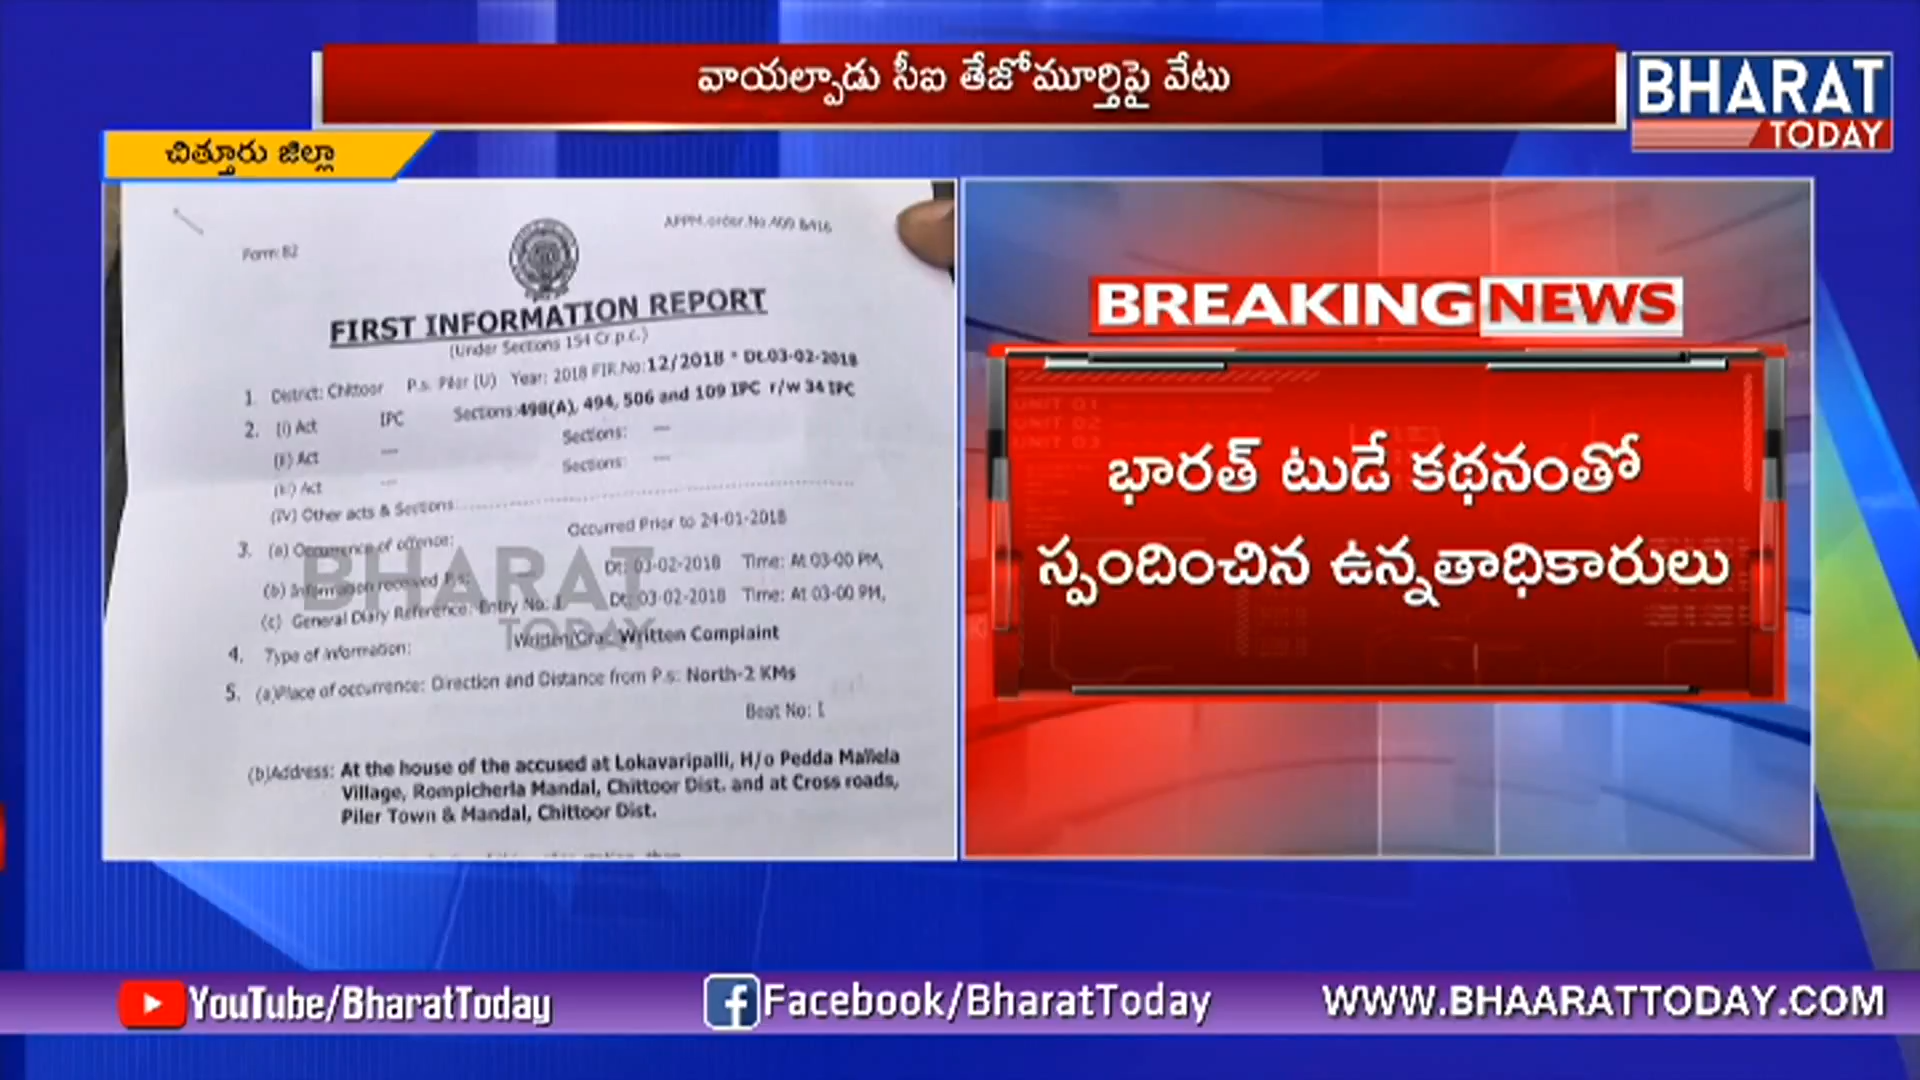 వాయల్పాడు సీఐ తేజోమూర్తిపై వేటు
BHARAT
TODAY
చిత్తూరు జిల్లా
Form: B2
APPM.order.No.409
FIRST INFORMATION REPORT
(Under Sections 154 Cr.p.c.)
1. District: Chittoor P.s. Piler (U) Year: 2018 FIR.No:12/2018 * Dt.03-02-2018
2. (i) Act IPC Sections:498(A), 494, 506 and 109 IPC r/w 34 IPC
(ii) Act --- Sections: ---
(iii) Act --- Sections: ---
(iv) Other acts & Sections:
3. (a) Occurrence of offence: Occurred Prior to 24-01-2018
(b) Information received P.s: Dt: 03-02-2018 Time: At 03-00 PM,
(c) General Diary Reference: Entry No: 1 Dt: 03-02-2018 Time: At 03-00 PM,
4. Type of information: Written/Oral: Written Complaint
5. (a)Place of occurrence: Direction and Distance from P.s: North-2 KMs
Beat No: I
(b)Address: At the house of the accused at Lokavaripalli, H/o Pedda Mallela
Village, Rompicherla Mandal, Chittoor Dist. and at Cross roads,
Piler Town & Mandal, Chittoor Dist.
BHARAT
TODAY
BREAKING NEWS
భారత్ టుడే కథనంతో
స్పందించిన ఉన్నతాధికారులు
YouTube/BharatToday
Facebook/BharatToday
WWW.BHAARATTODAY.COM